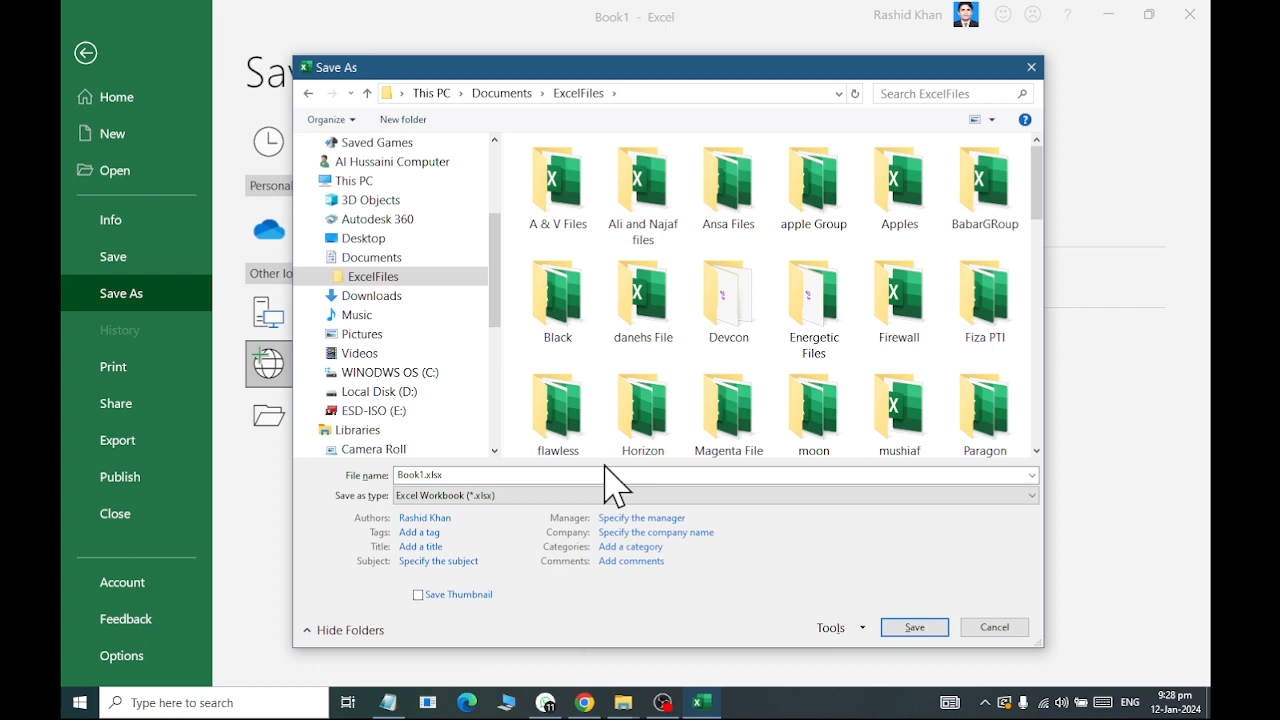 Book1 - Excel
Rashid Khan
?
Home
New
Open
Info
Save
Save As
History
Print
Share
Export
Publish
Close
Account
Feedback
Options
Sav
Personal
Other lo
Save As
This PC › Documents › ExcelFiles ›
Search ExcelFiles
Organize
New folder
?
Saved Games
Al Hussaini Computer
This PC
3D Objects
Autodesk 360
Desktop
Documents
ExcelFiles
Downloads
Music
Pictures
Videos
WINODWS OS (C:)
Local Disk (D:)
ESD-ISO (E:)
Libraries
Camera Roll
A & V Files
Ali and Najaf
files
Ansa Files
apple Group
Apples
BabarGRoup
Black
danehs File
Devcon
Energetic
Files
Firewall
Fiza PTI
flawless
Horizon
Magenta File
moon
mushiaf
Paragon
File name: Book1.xlsx
Save as type: Excel Workbook (*.xlsx)
Authors: Rashid Khan
Tags: Add a tag
Title: Add a title
Subject: Specify the subject
Manager: Specify the manager
Company: Specify the company name
Categories: Add a category
Comments: Add comments
Save Thumbnail
Hide Folders
Tools
Save
Cancel
Type here to search
11
ENG
9:28 pm
12-Jan-2024